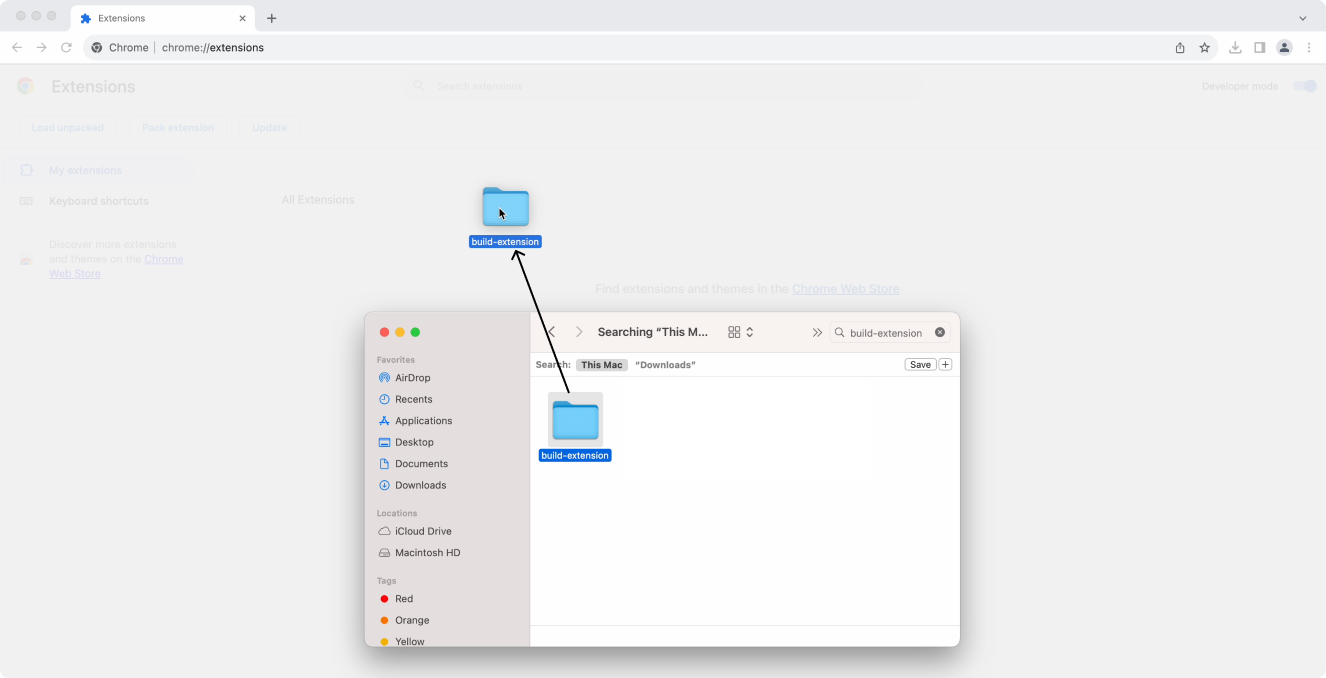 Extensions
Chrome
chrome://extensions
Extensions
Search extensions
Developer mode
Load unpacked
Pack extension
Update
My extensions
Keyboard shortcuts
Discover more extensions
and themes on the Chrome
Web Store
All Extensions
build-extension
Find extensions and themes in the Chrome Web Store
Searching “This M...
build-extension
Search:
This Mac
“Downloads”
Save
build-extension
Favorites
AirDrop
Recents
Applications
Desktop
Documents
Downloads
Locations
iCloud Drive
Macintosh HD
Tags
Red
Orange
Yellow